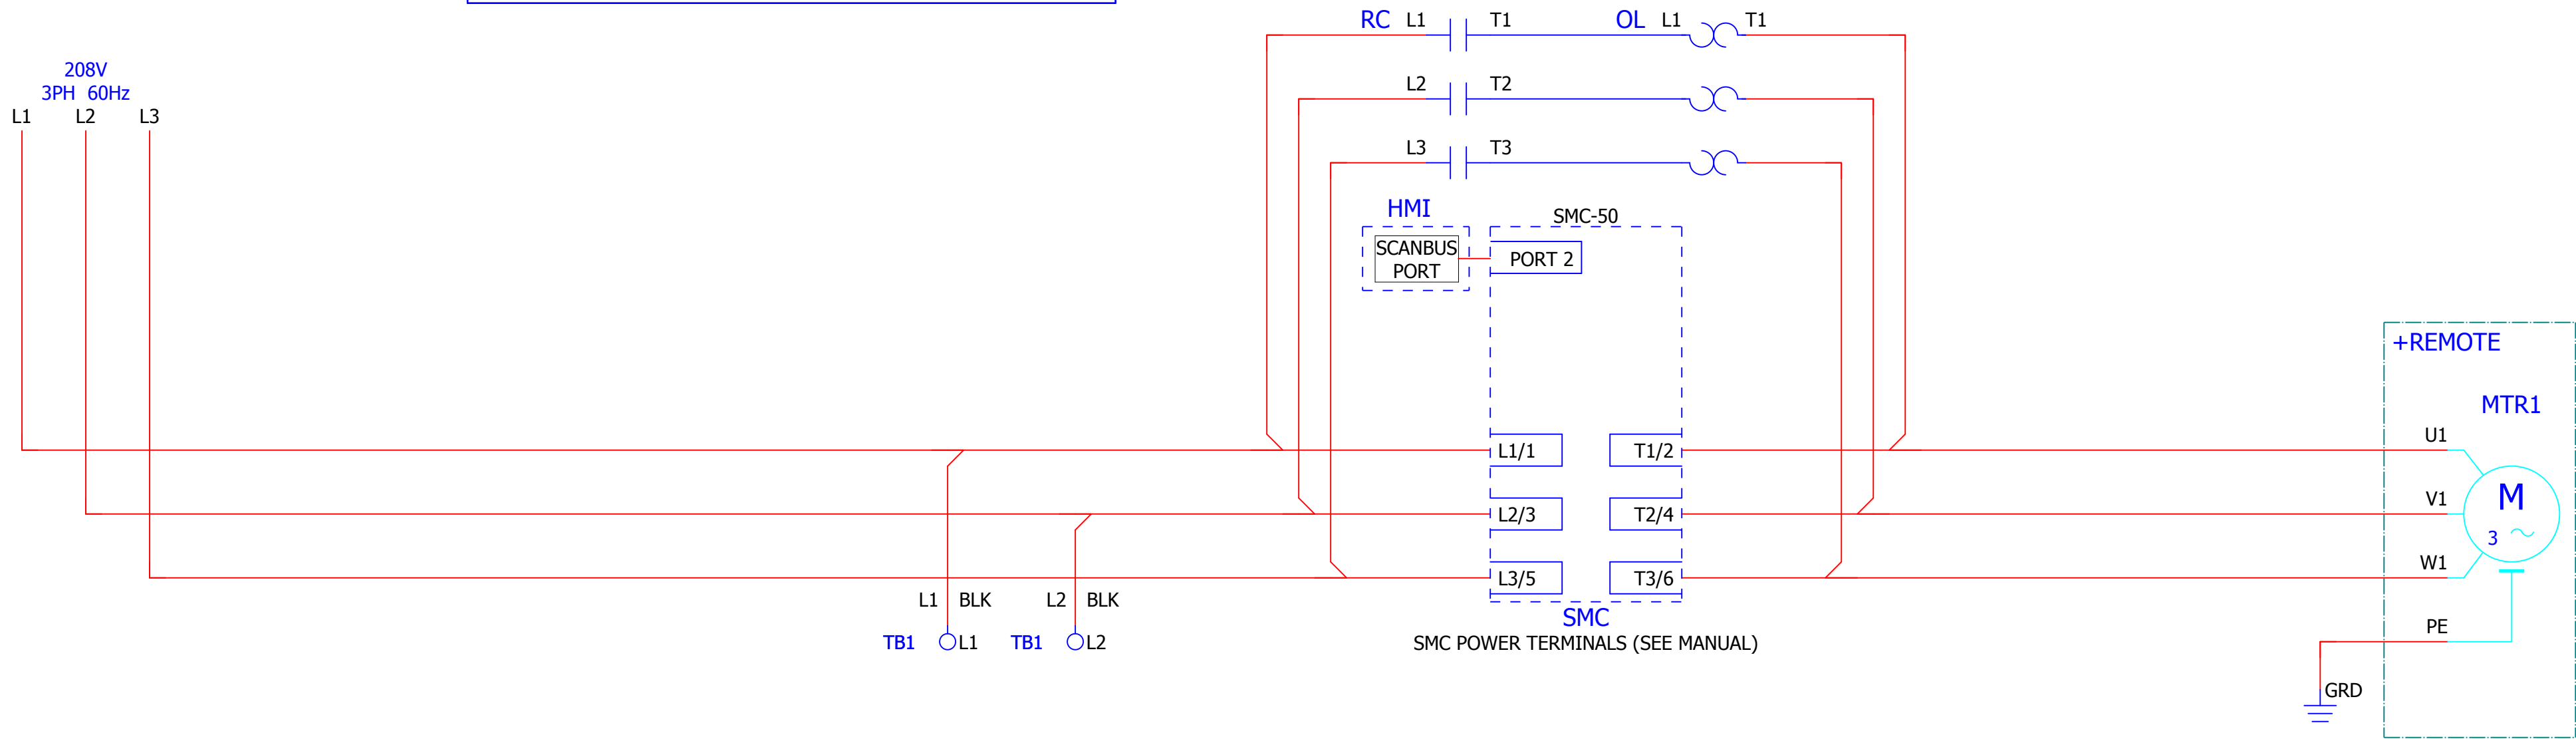 RC L1 T1 OL L1 T1
208V
3PH 60Hz
L1 L2 L3
L2 T2
L3 T3
HMI
SMC-50
SCANBUS
PORT
PORT 2
+REMOTE
MTR1
U1
L1/1 T1/2
V1
M
L2/3 T2/4
3
W1
L3/5 T3/6
L1 BLK L2 BLK
SMC
PE
TB1 L1 TB1 L2
SMC POWER TERMINALS (SEE MANUAL)
GRD